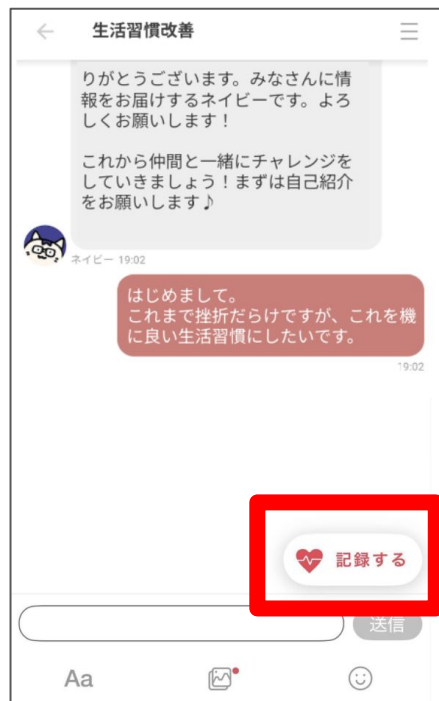 生活習慣改善
りがとうございます。みなさんに情
報をお届けするネイビーです。よろ
しくお願いします！
これから仲間と一緒にチャレンジを
していきましょう！まずは自己紹介
をお願いします♪
ネイビー 19:02
はじめまして。
これまで挫折だらけですが、これを機
に良い生活習慣にしたいです。
19:02
記録する
送信
Aa